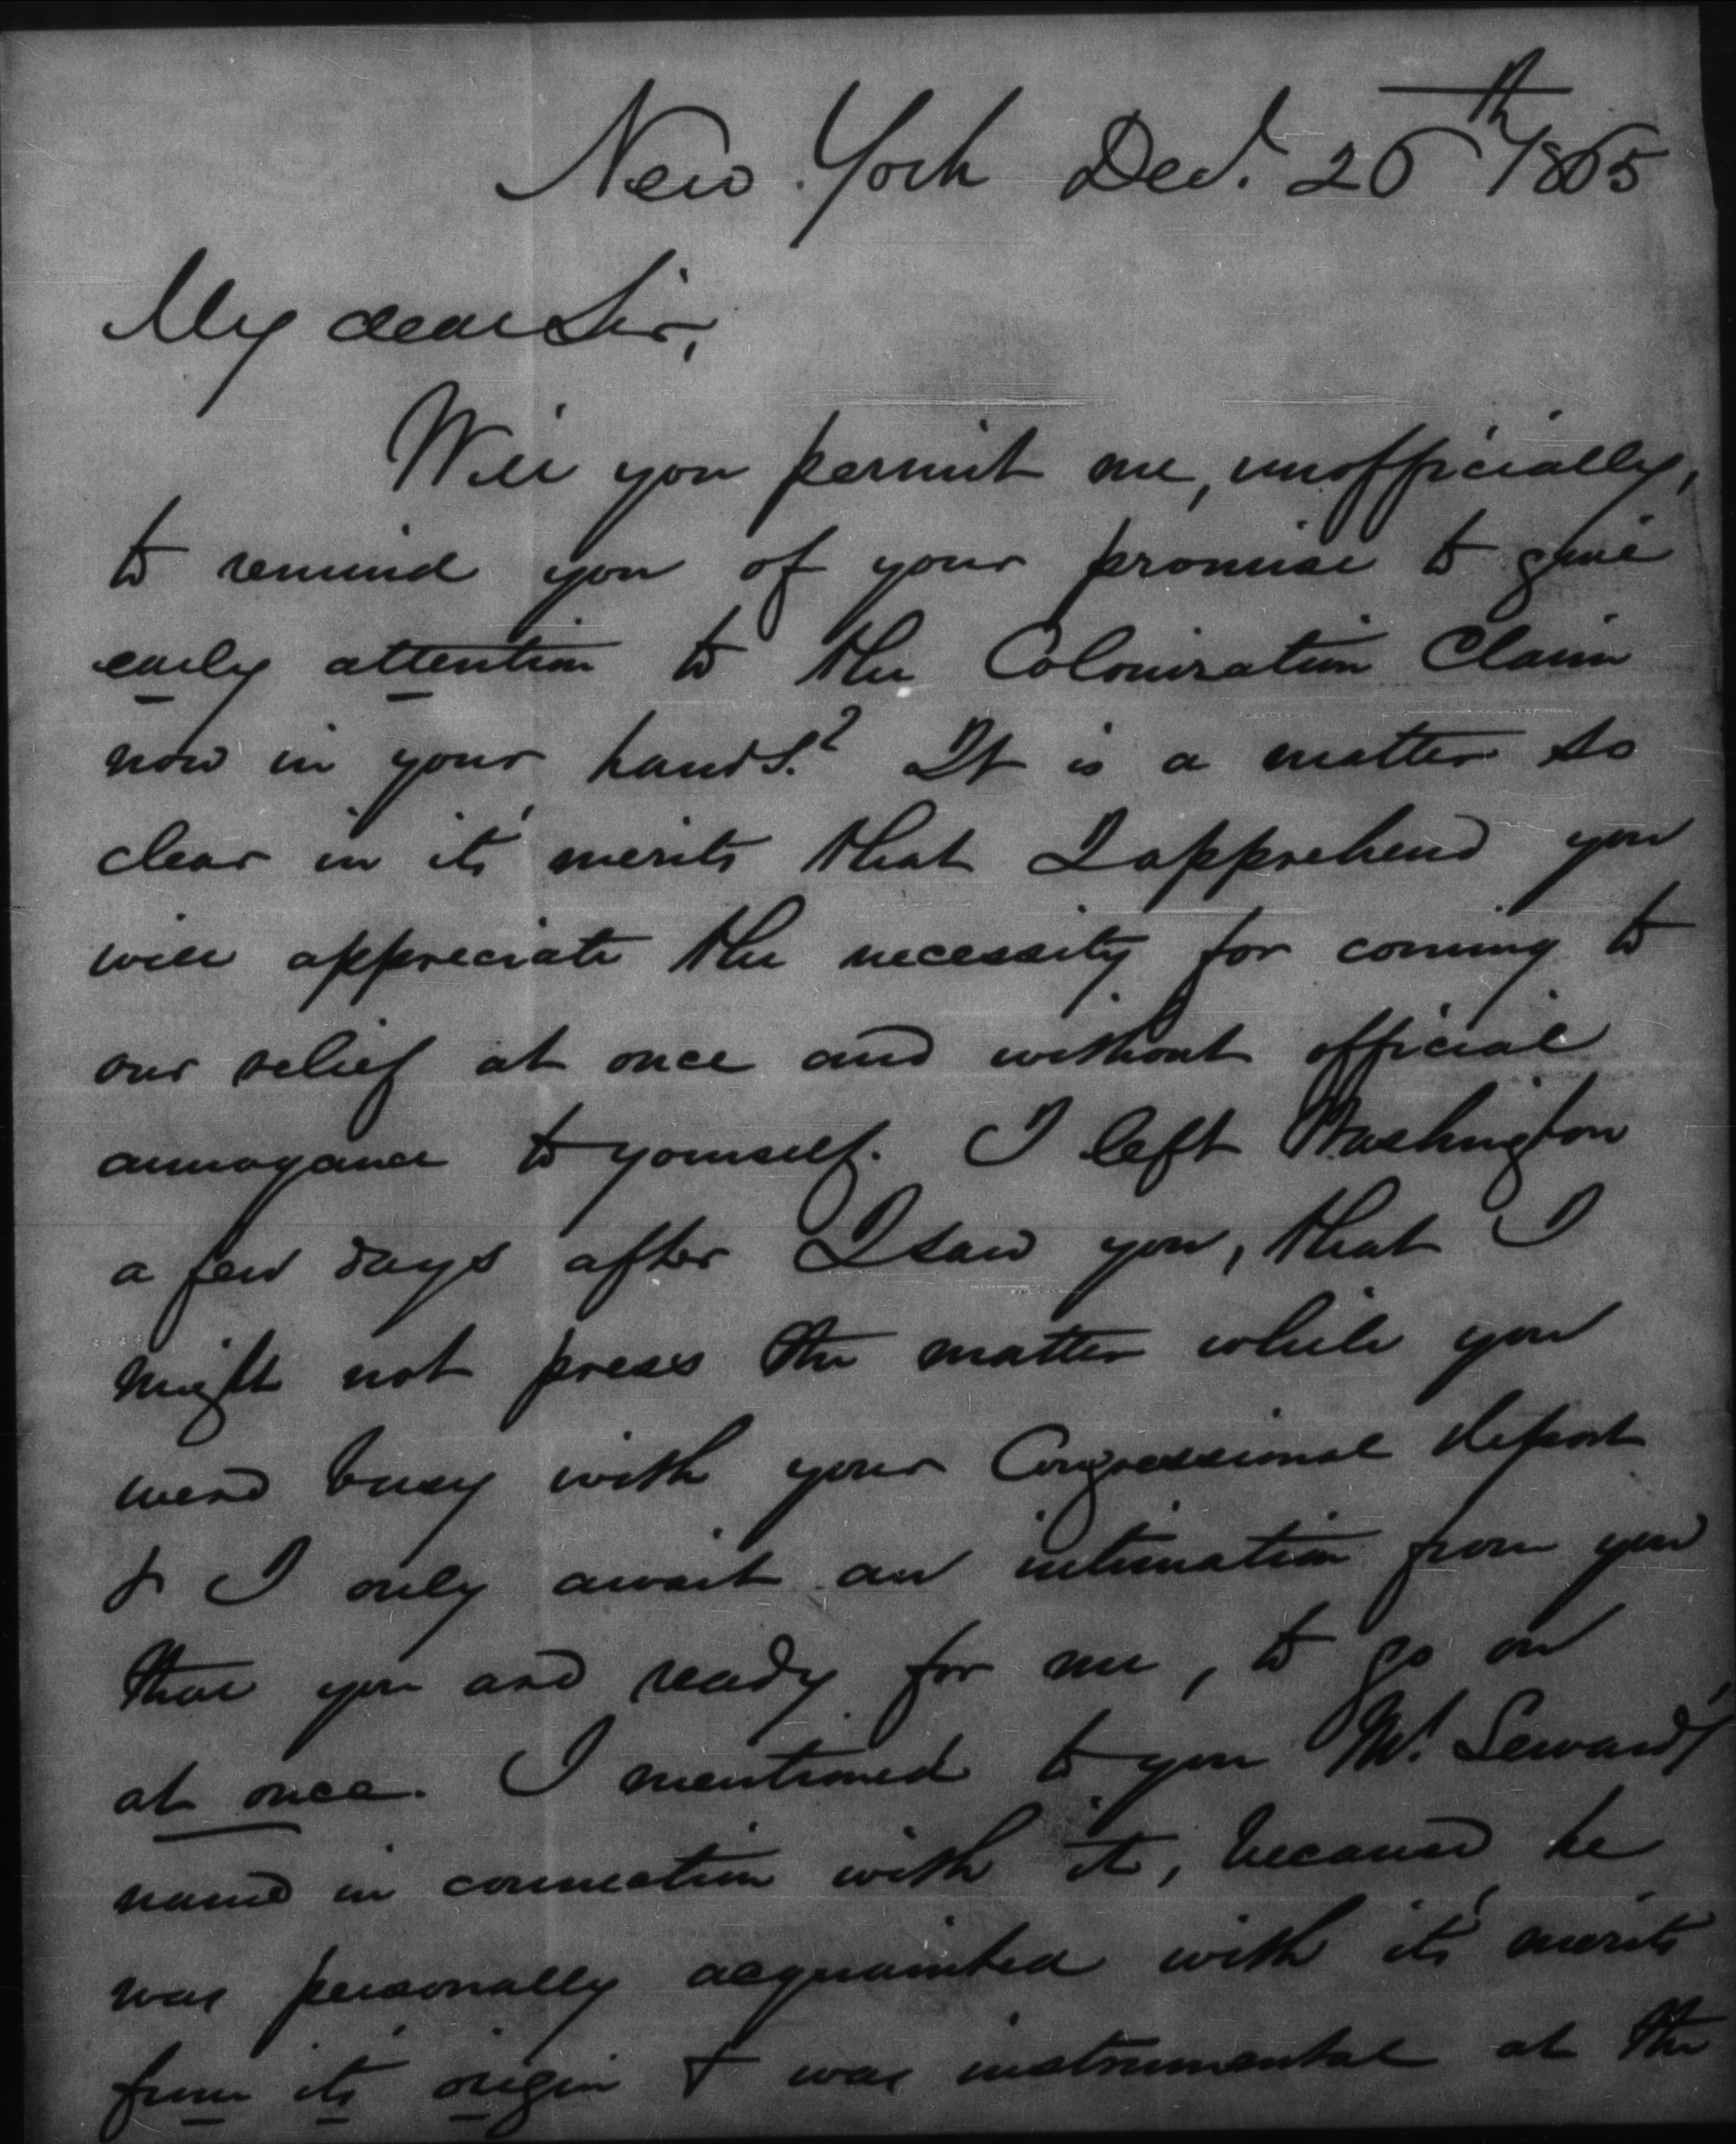 New York Dec. 26th 1865
My dear Sir,
Will you permit me, unofficially,
to remind you of your promise to give
early attention to the Colonization Claim
now in your hands? It is a matter so
clear in it's merits that I apprehend you
will appreciate the necessity for coming to
our relief at once and without official
annoyance to yourself. I left Washington
a few days after I saw you, that I
might not press the matter while you
were busy with your Congressional Report
& I only await an intimation from you
that you are ready for me, to go on
at once. I mentioned to you Mr. Seward's
name in connection with it, because he
was personally acquainted with it's merits
from its origin & was instrumental at the